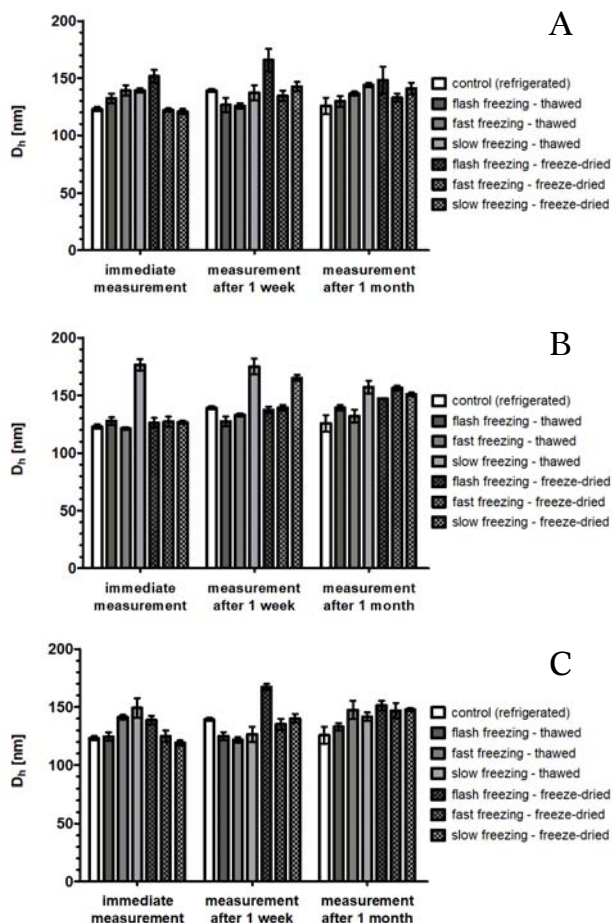 A
200
150
100
50
0
Dh [nm]
immediate
measurement
measurement
after 1 week
measurement
after 1 month
control (refrigerated)
flash freezing - thawed
fast freezing - thawed
slow freezing - thawed
flash freezing - freeze-dried
fast freezing - freeze-dried
slow freezing - freeze-dried
B
200
150
100
50
0
Dh [nm]
immediate
measurement
measurement
after 1 week
measurement
after 1 month
control (refrigerated)
flash freezing - thawed
fast freezing - thawed
slow freezing - thawed
flash freezing - freeze-dried
fast freezing - freeze-dried
slow freezing - freeze-dried
C
200
150
100
50
0
Dh [nm]
immediate
measurement
measurement
after 1 week
measurement
after 1 month
control (refrigerated)
flash freezing - thawed
fast freezing - thawed
slow freezing - thawed
flash freezing - freeze-dried
fast freezing - freeze-dried
slow freezing - freeze-dried